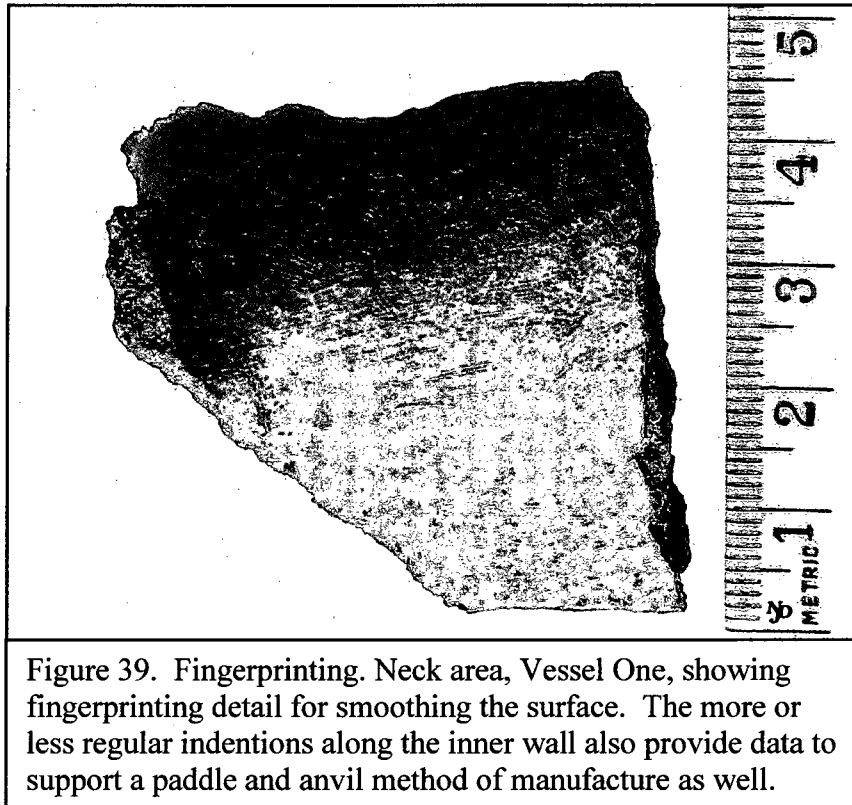 5
4
3
2
1
METRIC
Figure 39. Fingerprinting. Neck area, Vessel One, showing
fingerprinting detail for smoothing the surface. The more or
less regular indentions along the inner wall also provide data to
support a paddle and anvil method of manufacture as well.